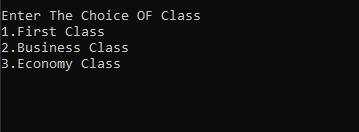 Enter The Choice OF Class
1.First Class
2.Business Class
3.Economy Class